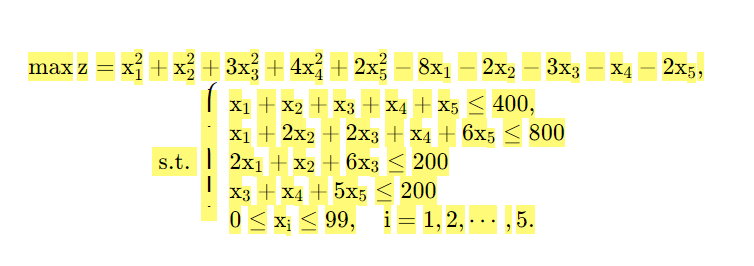 max z = x₁² + x₂² + 3x₃² + 4x₄² + 2x₅² − 8x₁ − 2x₂ − 3x₃ − x₄ − 2x₅,
x₁ + x₂ + x₃ + x₄ + x₅ ≤ 400,
x₁ + 2x₂ + 2x₃ + x₄ + 6x₅ ≤ 800
s.t. 2x₁ + x₂ + 6x₃ ≤ 200
x₃ + x₄ + 5x₅ ≤ 200
0 ≤ xᵢ ≤ 99, i = 1, 2, ⋯ , 5.